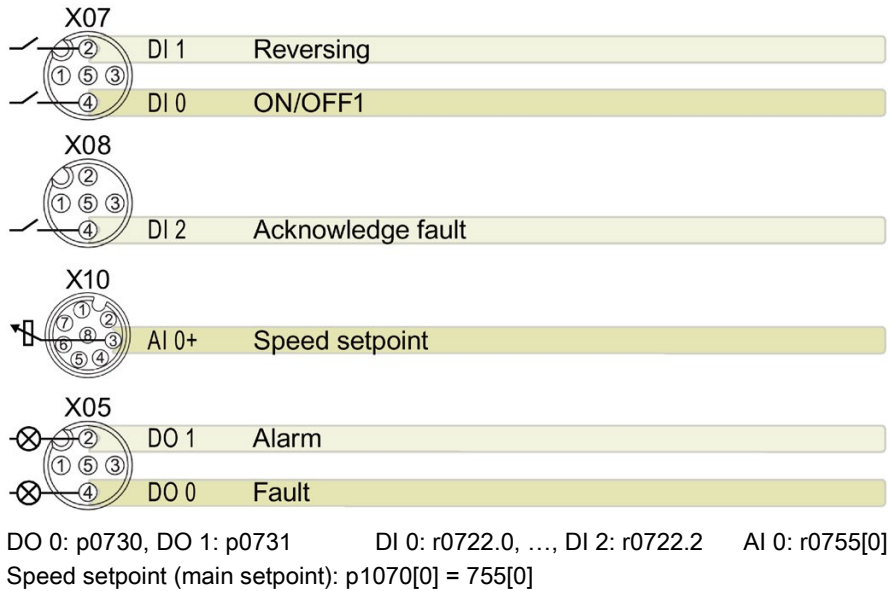 X07
② DI 1 Reversing
① ⑤ ③
④ DI 0 ON/OFF1
X08
②
① ⑤ ③
④ DI 2 Acknowledge fault
X10
①
⑦ ②
⑥ ⑧ ③ AI 0+ Speed setpoint
⑤ ④
X05
② DO 1 Alarm
① ⑤ ③
④ DO 0 Fault
DO 0: p0730, DO 1: p0731 DI 0: r0722.0, …, DI 2: r0722.2 AI 0: r0755[0]
Speed setpoint (main setpoint): p1070[0] = 755[0]